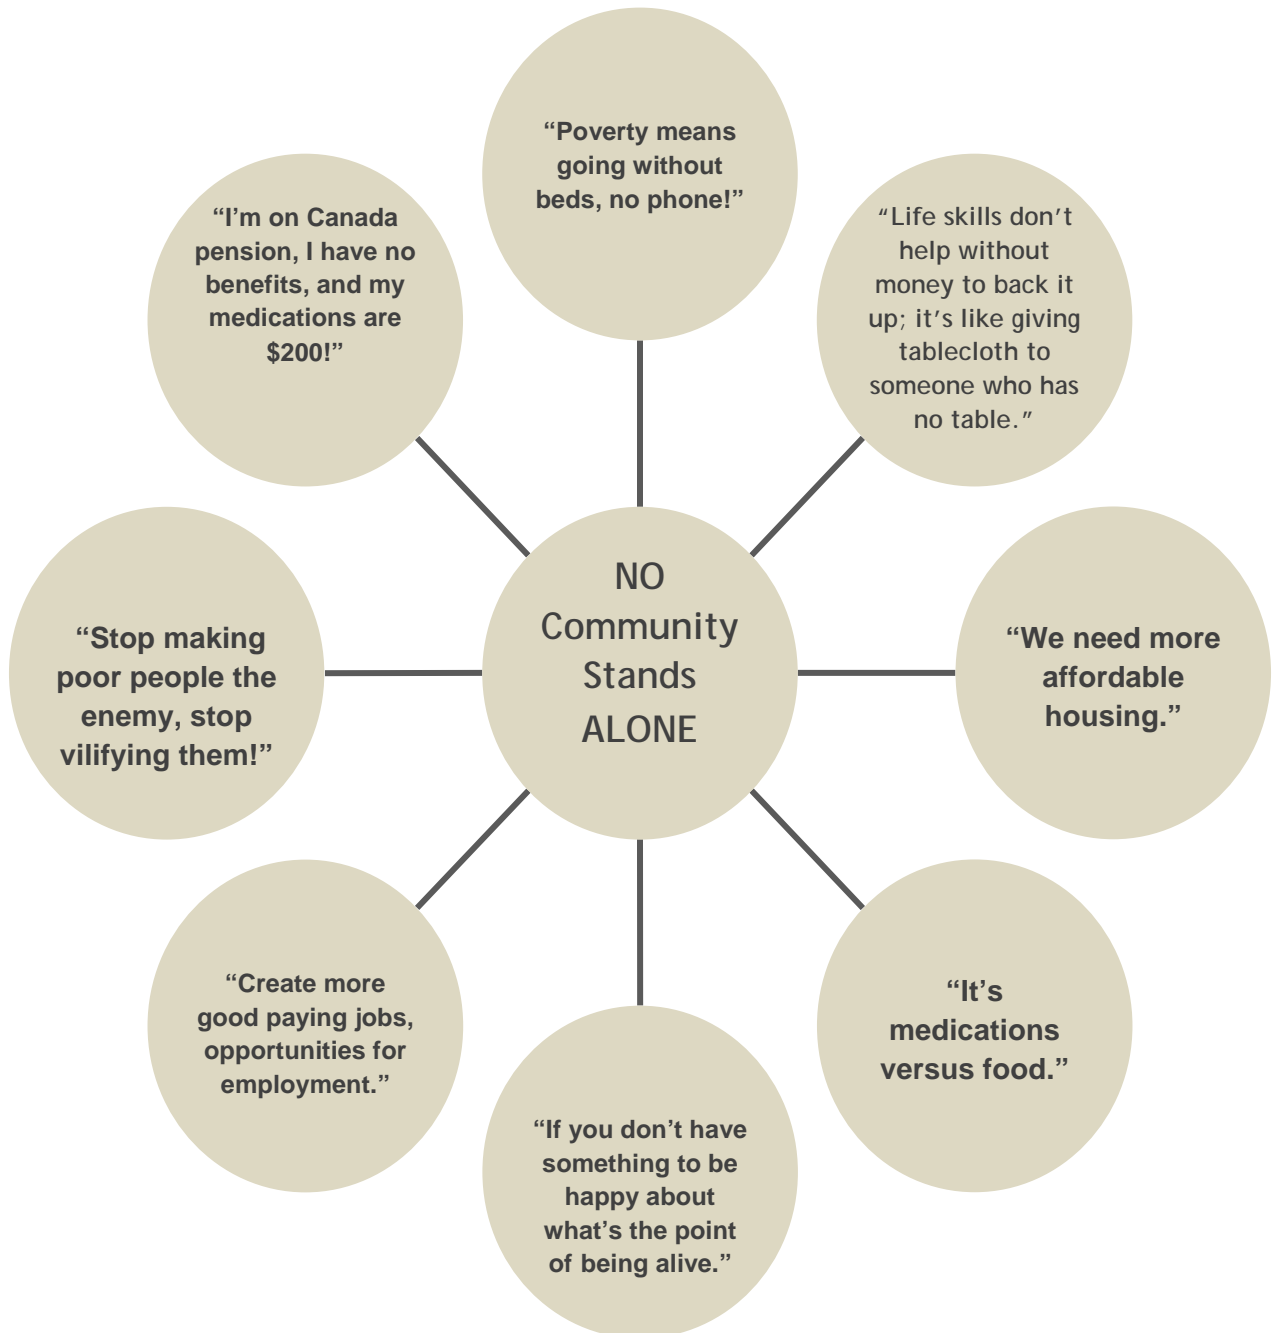 “Poverty means
going without
beds, no phone!”
“Life skills don’t
help without
money to back it
up; it’s like giving
tablecloth to
someone who has
no table.”
“We need more
affordable
housing.”
“It’s
medications
versus food.”
“If you don’t have
something to be
happy about
what’s the point
of being alive.”
“Create more
good paying jobs,
opportunities for
employment.”
“Stop making
poor people the
enemy, stop
vilifying them!”
“I’m on Canada
pension, I have no
benefits, and my
medications are
$200!”
NO
Community
Stands
ALONE